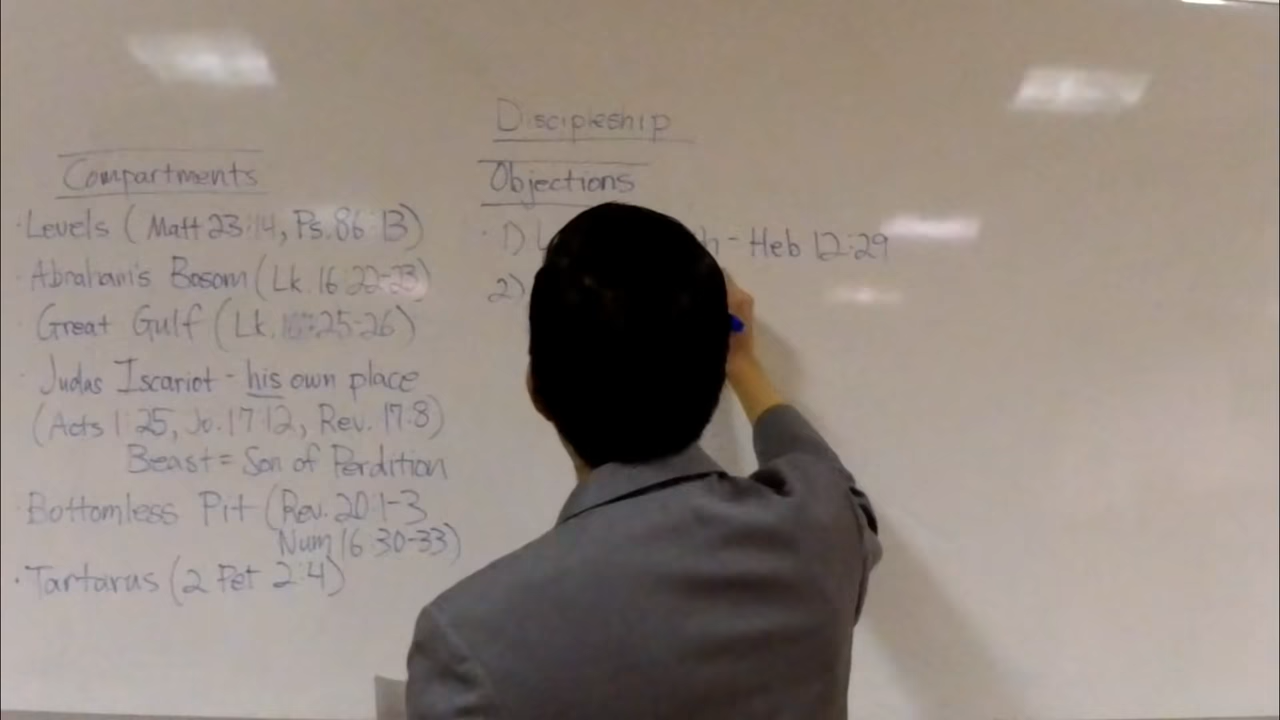 Discipleship
Compartments
·Levels (Matt 23:14, Ps. 86:13)
Abraham's Bosom (Lk. 16:22-23)
Great Gulf (Lk. 16:25-26)
Judas Iscariot - his own place
(Acts 1:25, Jo. 17:12, Rev. 17:8)
Beast = Son of Perdition
Bottomless Pit (Rev. 20:1-3
Num 16:30-33)
·Tartarus (2 Pet 2:4)
Objections
·1) - Heb 12:29
2)